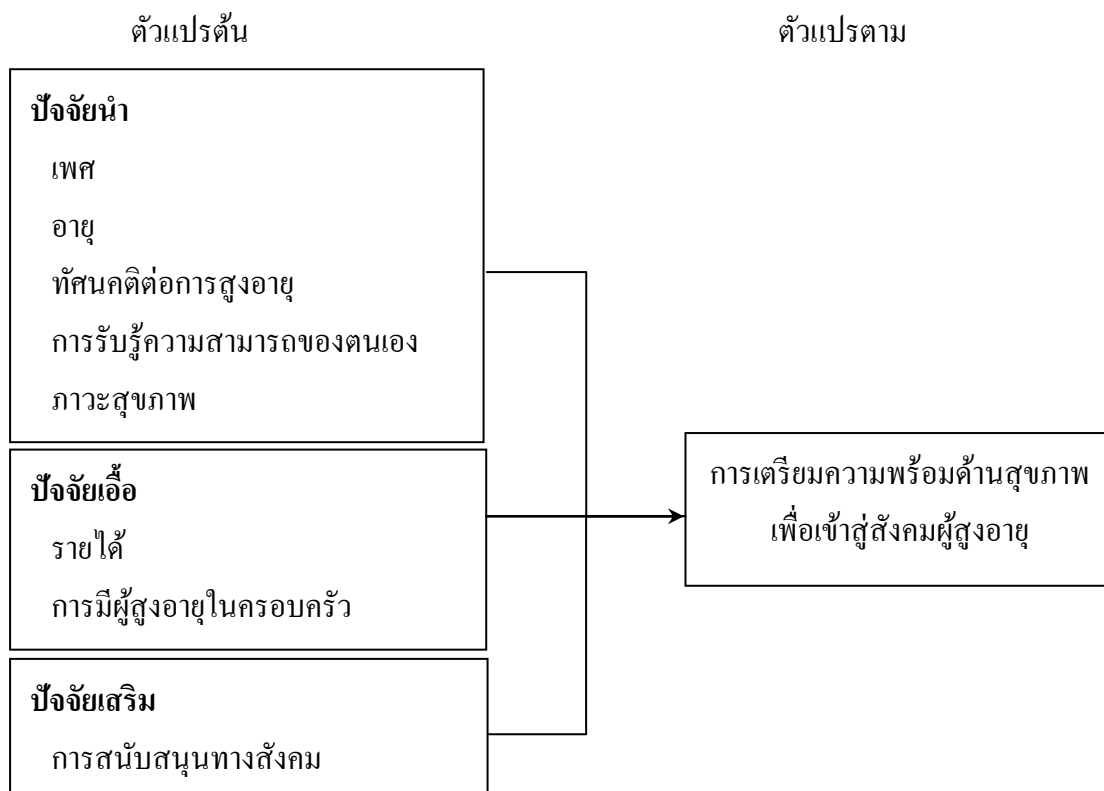 ตัวแปรต้น
ตัวแปรตาม
ปัจจัยนำ
เพศ
อายุ
ทัศนคติต่อการสูงอายุ
การรับรู้ความสามารถของตนเอง
ภาวะสุขภาพ
ปัจจัยเอื้อ
รายได้
การมีผู้สูงอายุในครอบครัว
ปัจจัยเสริม
การสนับสนุนทางสังคม
การเตรียมความพร้อมด้านสุขภาพ
เพื่อเข้าสู่สังคมผู้สูงอายุ